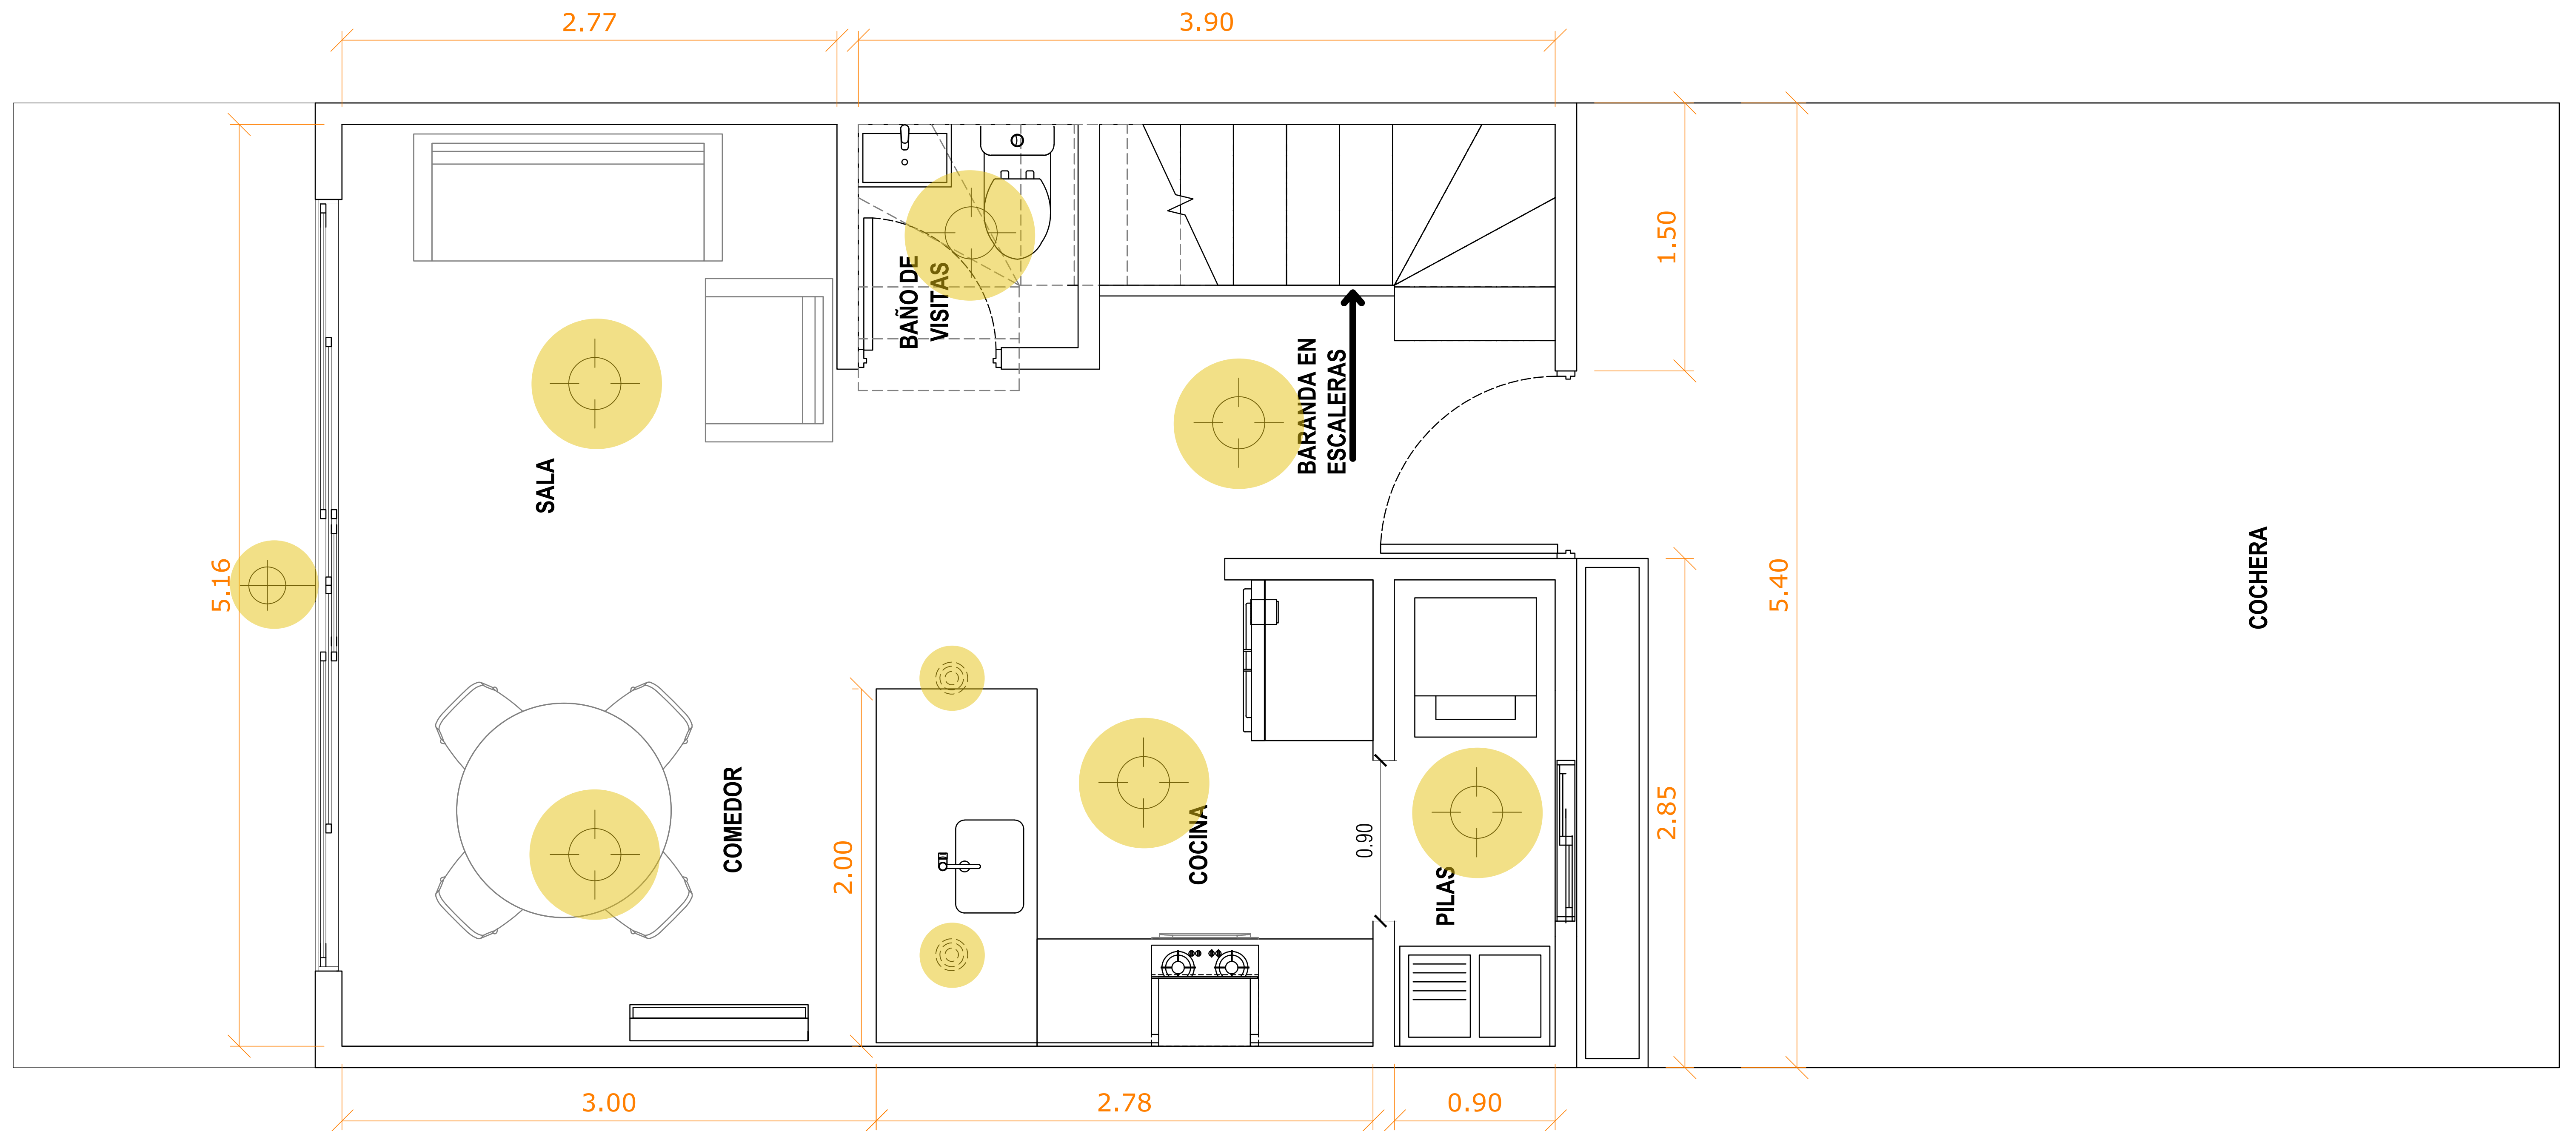 2.77
3.90
BAÑO DE
VISITAS
1.50
BARANDA EN
ESCALERAS
SALA
5.16
5.40
COCHERA
COMEDOR
2.00
COCINA
0.90
PILAS
2.85
3.00
2.78
0.90